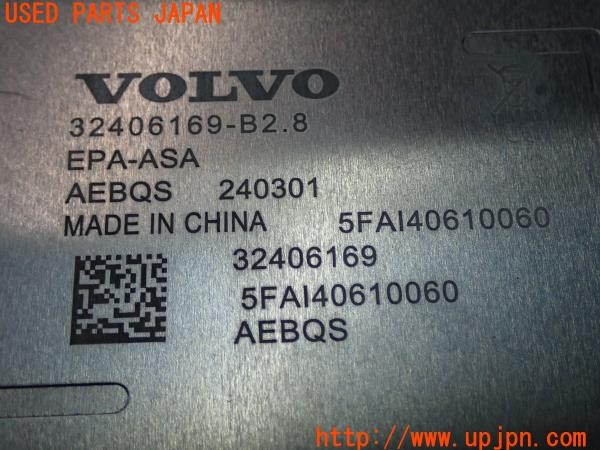 USED PARTS JAPAN
VOLVO
32406169-B2.8
EPA-ASA
AEBQS 240301
MADE IN CHINA 5FAI40610060
32406169
5FAI40610060
AEBQS
http://www.upjpn.com